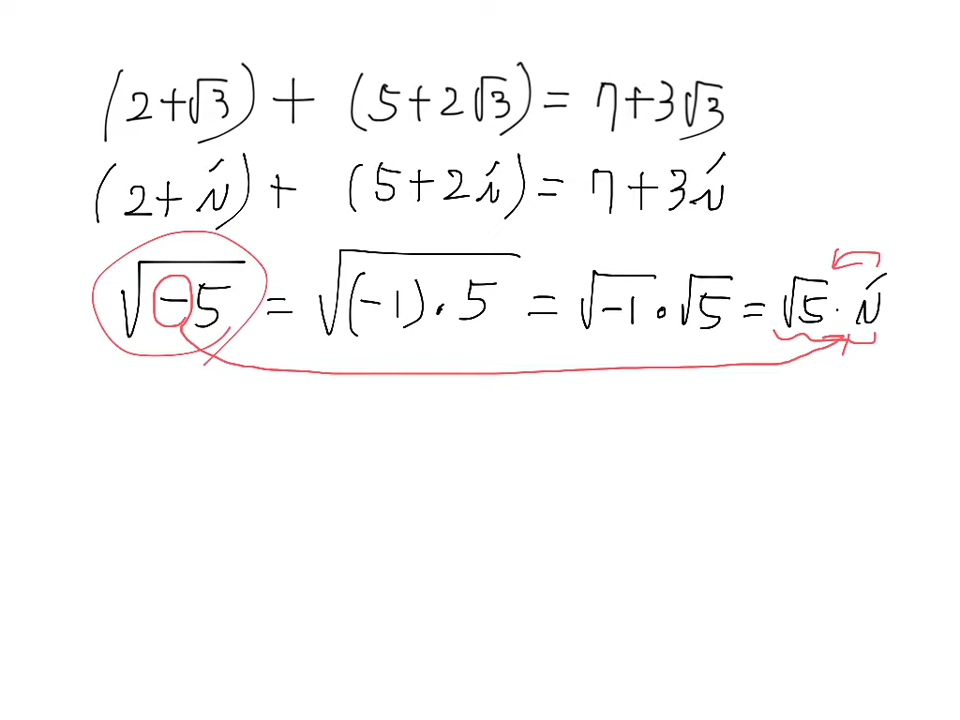 (2+√3) + (5+2√3) = 7+3√3
(2+i) + (5+2i) = 7+3i
√-5 = √(-1)·5 = √-1·√5 = √5·i